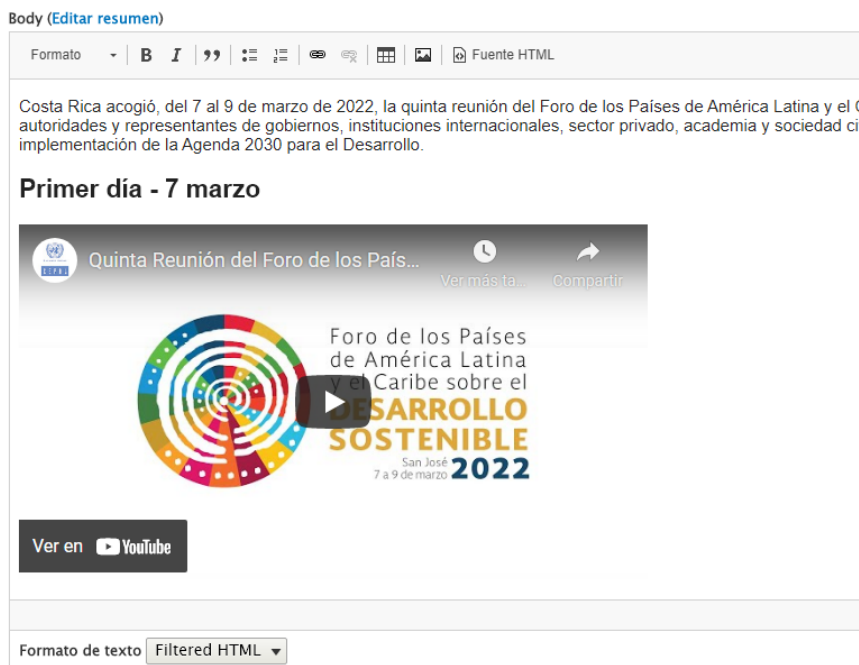 Body (Editar resumen)
Formato B I Fuente HTML
Costa Rica acogió, del 7 al 9 de marzo de 2022, la quinta reunión del Foro de los Países de América Latina y el
autoridades y representantes de gobiernos, instituciones internacionales, sector privado, academia y sociedad ci
implementación de la Agenda 2030 para el Desarrollo.
Primer día - 7 marzo
Quinta Reunión del Foro de los País...
Ver más ta... Compartir
CEPAL
Foro de los Países
de América Latina
y el Caribe sobre el
DESARROLLO
SOSTENIBLE
San José
7 a 9 de marzo 2022
Ver en YouTube
Formato de texto Filtered HTML